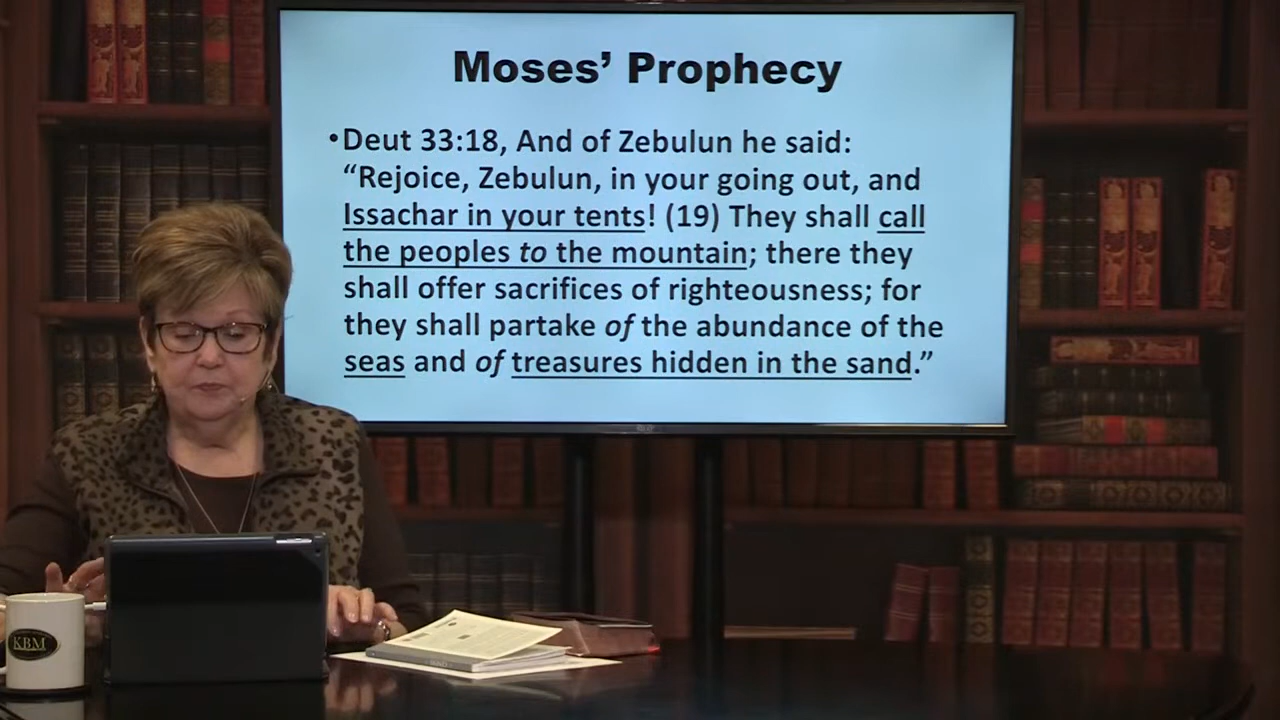 Moses’ Prophecy
•Deut 33:18, And of Zebulun he said:
“Rejoice, Zebulun, in your going out, and
Issachar in your tents! (19) They shall call
the peoples to the mountain; there they
shall offer sacrifices of righteousness; for
they shall partake of the abundance of the
seas and of treasures hidden in the sand.”
KBM